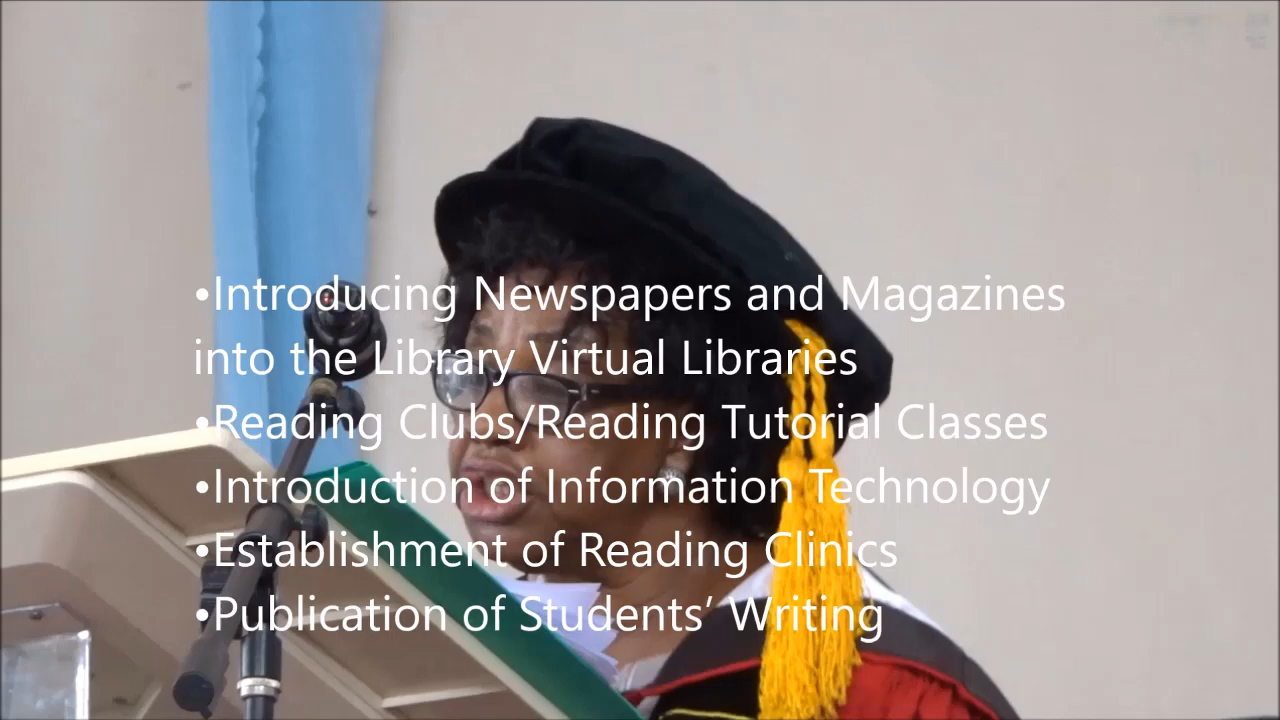 •Introducing Newspapers and Magazines
into the Library Virtual Libraries
•Reading Clubs/Reading Tutorial Classes
•Introduction of Information Technology
•Establishment of Reading Clinics
•Publication of Students’ Writing